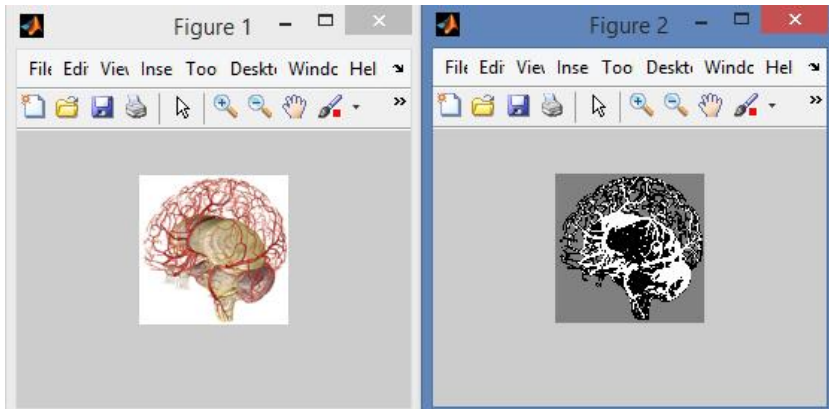 Figure 1
File Edi Viev Inse Too Deskt Windc Hel
Figure 2
File Edi Viev Inse Too Deskt Windc Hel